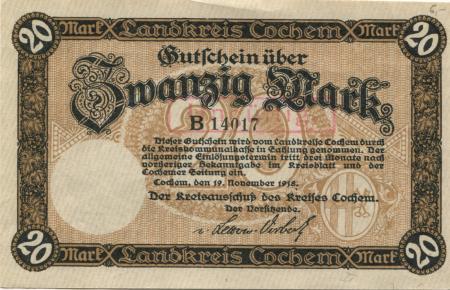 20 Mark Landkreis Cochem Mark 20
Gutschein über
Zwanzig Mark
B 14017
Dieser Gutschein wird vom Landkreise Cochem durch
die Kreiskommunalkasse in Zahlung genommen. Der
allgemeine Einlösungstermin tritt drei Monate nach
vorheriger Bekanntgabe im Kreisblatt und der
Cochemer Zeitung ein.
Cochem, den 19. November 1918.
Der Kreisausschuß des Kreises Cochem.
Der Vorsitzende.
20 Mark Landkreis Cochem Mark 20